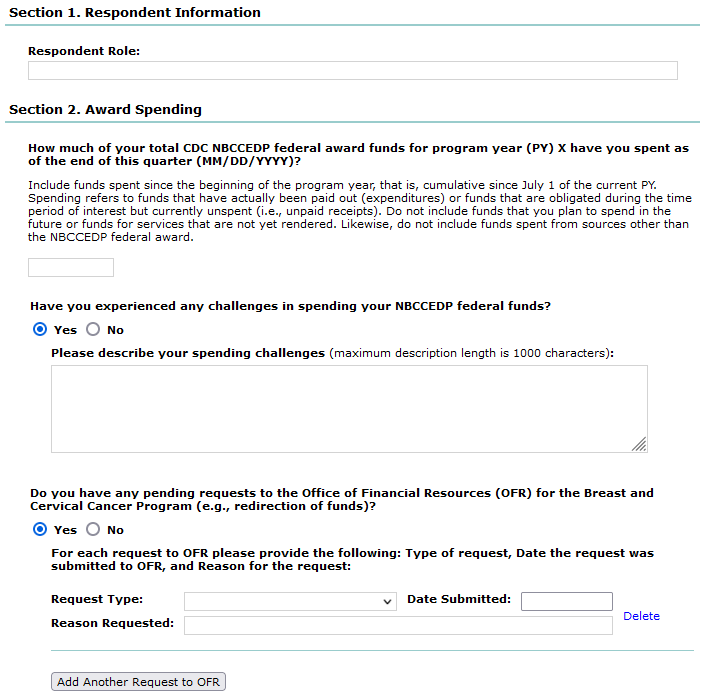 Section 1. Respondent Information
Respondent Role:
Section 2. Award Spending
How much of your total CDC NBCCEDP federal award funds for program year (PY) X have you spent as
of the end of this quarter (MM/DD/YYYY)?
Include funds spent since the beginning of the program year, that is, cumulative since July 1 of the current PY.
Spending refers to funds that have actually been paid out (expenditures) or funds that are obligated during the time
period of interest but currently unspent (i.e., unpaid receipts). Do not include funds that you plan to spend in the
future or funds for services that are not yet rendered. Likewise, do not include funds spent from sources other than
the NBCCEDP federal award.
Have you experienced any challenges in spending your NBCCEDP federal funds?
Yes No
Please describe your spending challenges (maximum description length is 1000 characters):
Do you have any pending requests to the Office of Financial Resources (OFR) for the Breast and
Cervical Cancer Program (e.g., redirection of funds)?
Yes No
For each request to OFR please provide the following: Type of request, Date the request was
submitted to OFR, and Reason for the request:
Request Type: Date Submitted:
Delete
Reason Requested:
Add Another Request to OFR